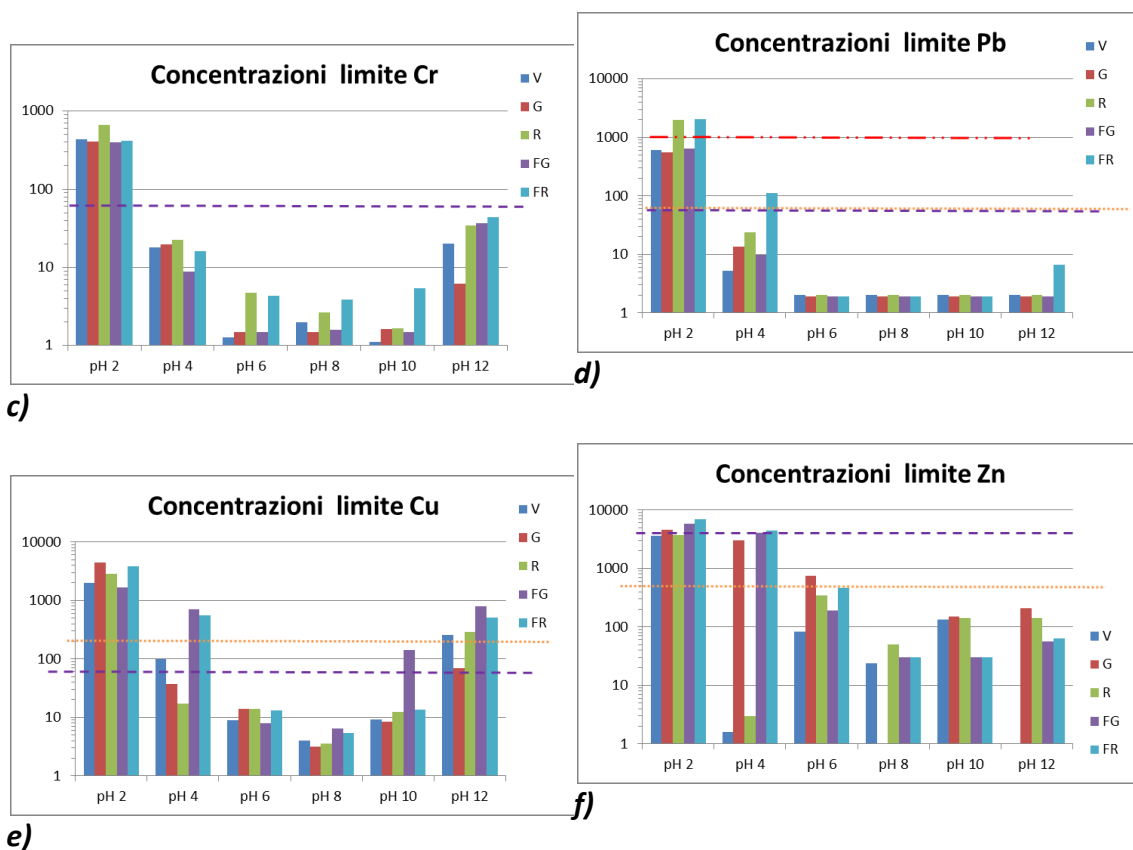 Concentrazioni limite Cr
1000
100
10
1
pH 2 pH 4 pH 6 pH 8 pH 10 pH 12
V
G
R
FG
FR
c)
Concentrazioni limite Pb
10000
1000
100
10
1
pH 2 pH 4 pH 6 pH 8 pH 10 pH 12
V
G
R
FG
FR
d)
Concentrazioni limite Cu
10000
1000
100
10
1
pH 2 pH 4 pH 6 pH 8 pH 10 pH 12
V
G
R
FG
FR
e)
Concentrazioni limite Zn
10000
1000
100
10
1
pH 2 pH 4 pH 6 pH 8 pH 10 pH 12
V
G
R
FG
FR
f)